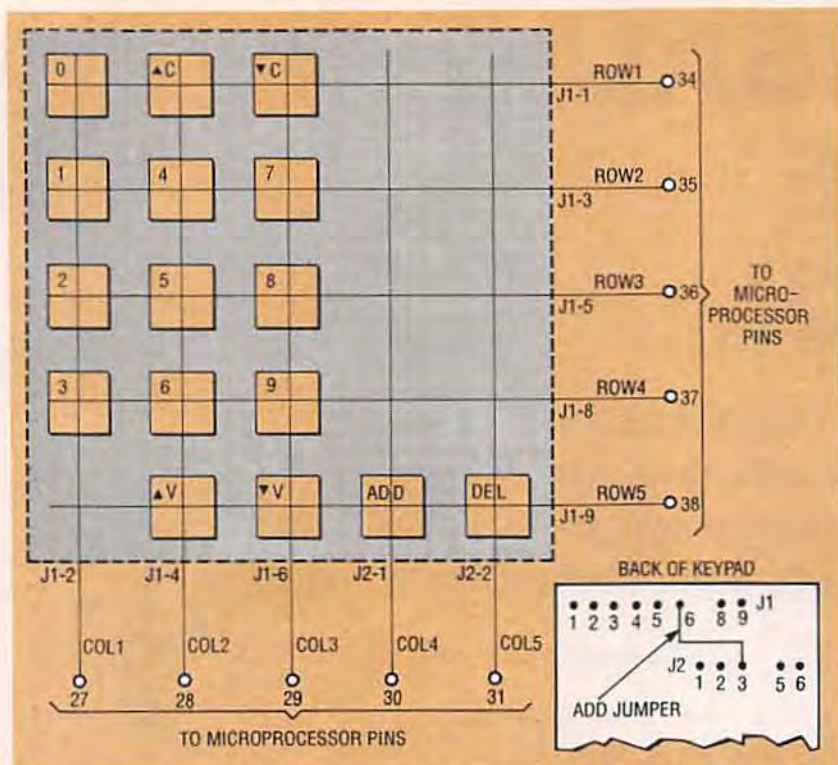 0 ▲C ▼C
ROW1
J1-1
34
1 4 7
ROW2
J1-3
35
2 5 8
ROW3
J1-5
36
TO
MICRO-
PROCESSOR
PINS
3 6 9
ROW4
J1-8
37
▲V ▼V ADD DEL
ROW5
J1-9
38
J1-2 J1-4 J1-6 J2-1 J2-2
COL1 COL2 COL3 COL4 COL5
27 28 29 30 31
TO MICROPROCESSOR PINS
BACK OF KEYPAD
J1
1 2 3 4 5 6 8 9
J2
1 2 3 5 6
ADD JUMPER